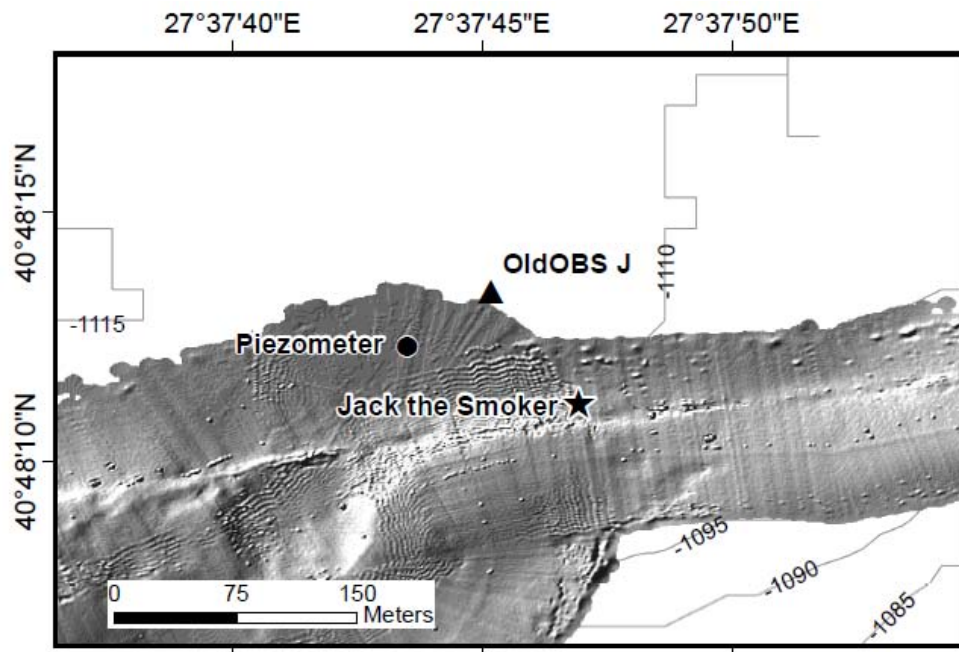 27°37'40"E 27°37'45"E 27°37'50"E
40°48'15"N
OldOBS J
-1110
-1115
Piezometer
Jack the Smoker
40°48'10"N
-1095
-1090
-1085
0 75 150
Meters